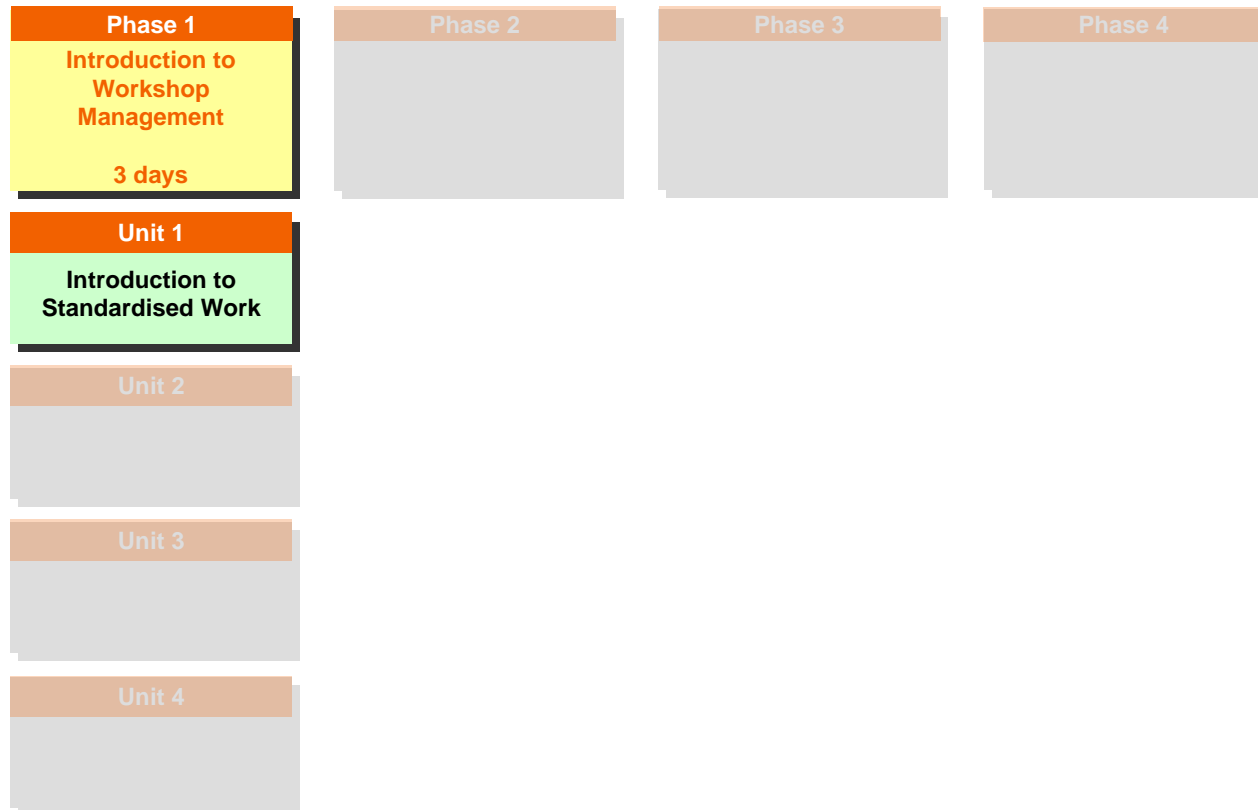 Phase 1
Phase 2
Phase 3
Phase 4
Introduction to
Workshop
Management
3 days
Unit 1
Introduction to
Standardised Work
Unit 2
Unit 3
Unit 4